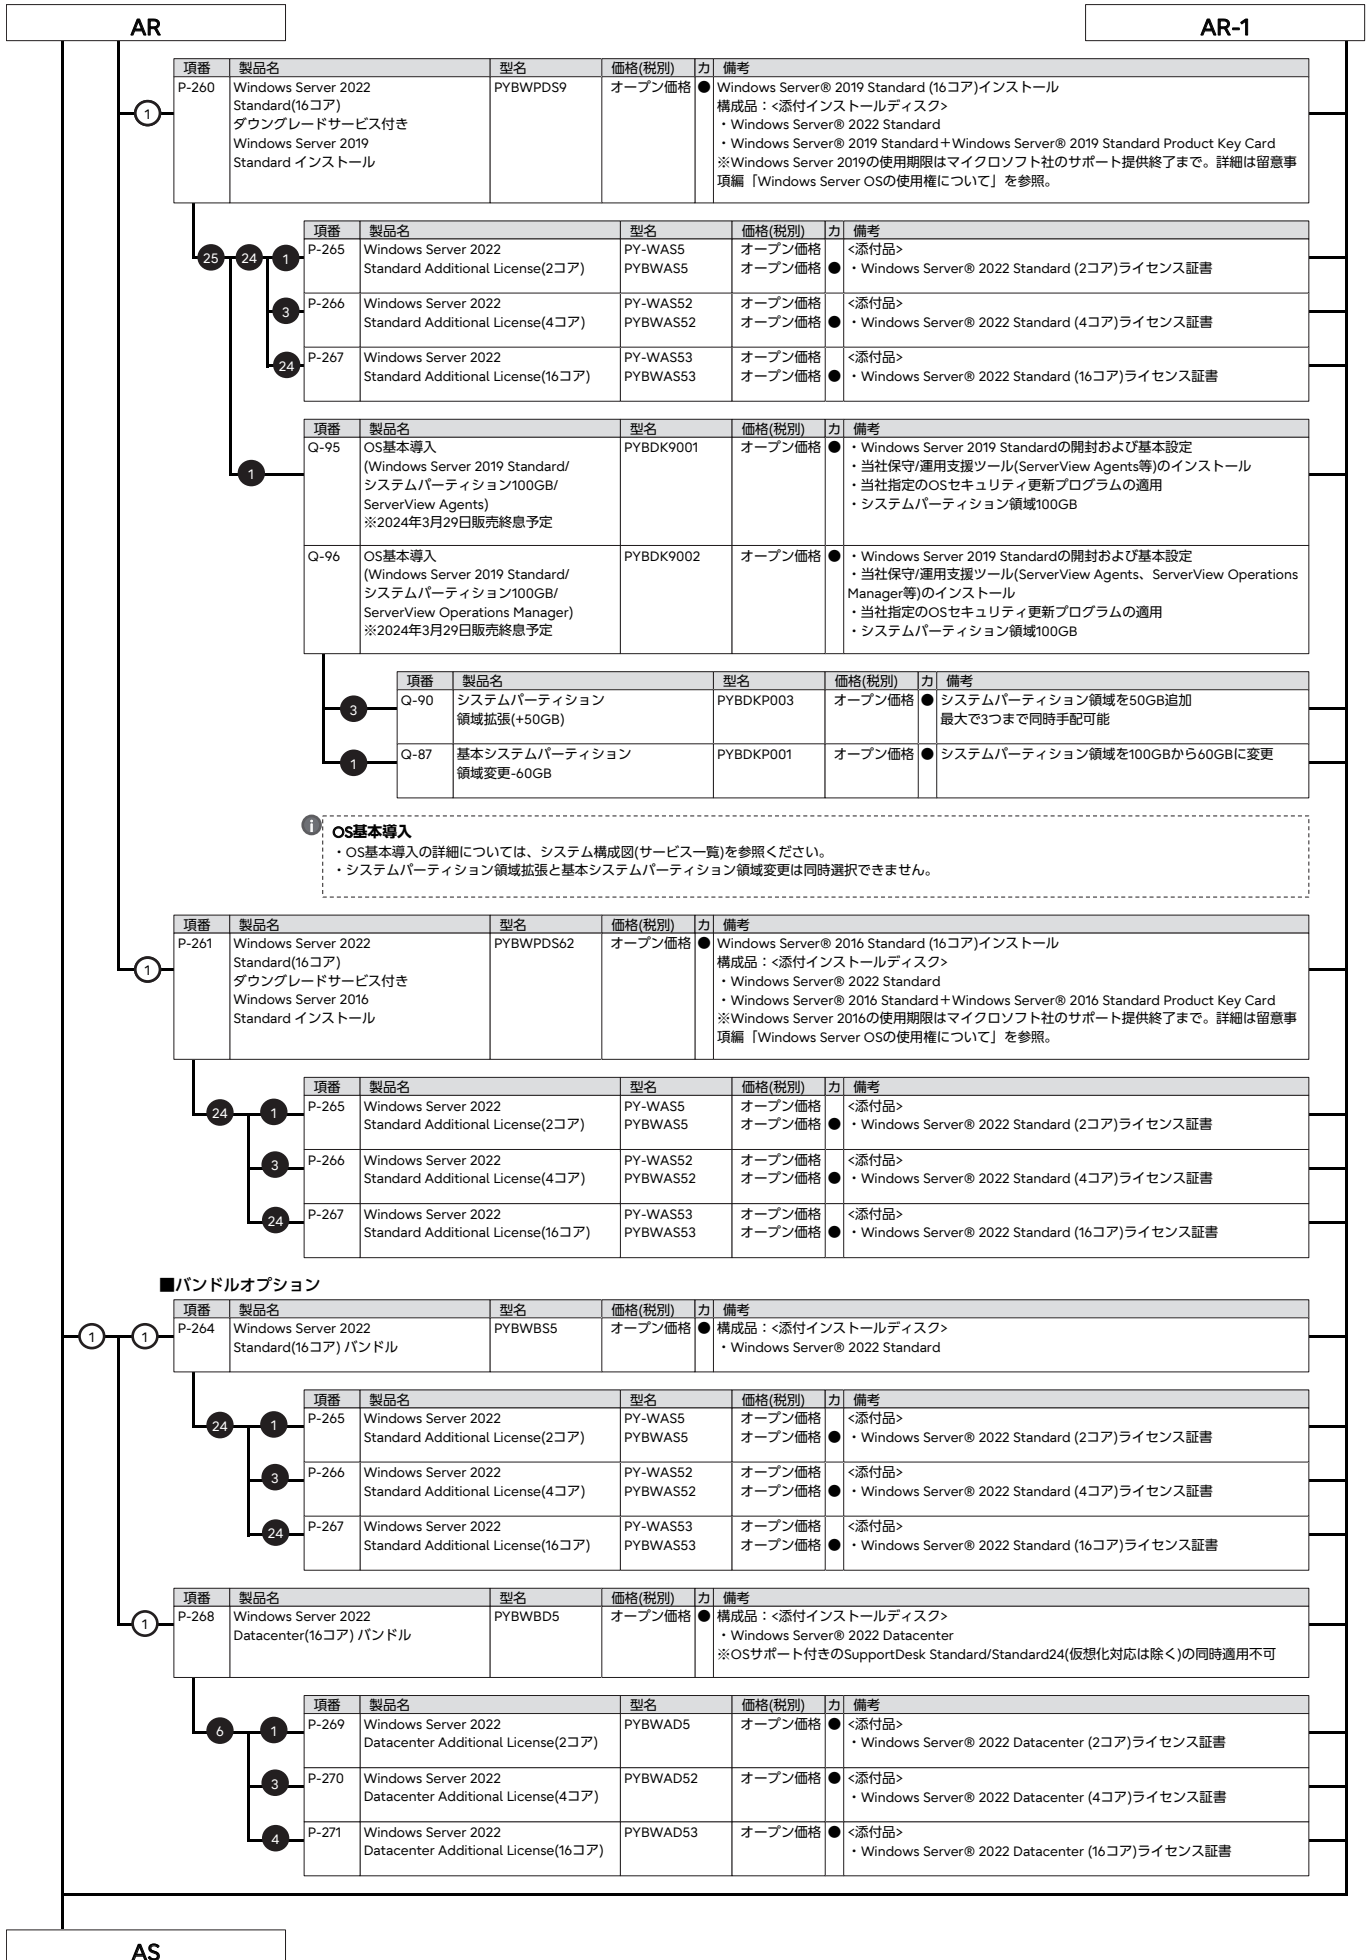 AR
AR-1
項番 製品名 型名 価格(税別) カ 備考
P-260 Windows Server 2022 PYBWPDS9 オープン価格 ● Windows Server® 2019 Standard (16コア)インストール
Standard(16コア) 構成品：<添付インストールディスク>
1 ダウングレードサービス付き ・Windows Server® 2022 Standard
Windows Server 2019 ・Windows Server® 2019 Standard＋Windows Server® 2019 Standard Product Key Card
Standard インストール ※Windows Server 2019の使用期限はマイクロソフト社のサポート提供終了まで。詳細は留意事
項編「Windows Server OSの使用権について」を参照。
項番 製品名 型名 価格(税別) カ 備考
25 24 1 P-265 Windows Server 2022 PY-WAS5 オープン価格 <添付品>
Standard Additional License(2コア) PYBWAS5 オープン価格 ● ・Windows Server® 2022 Standard (2コア)ライセンス証書
3 P-266 Windows Server 2022 PY-WAS52 オープン価格 <添付品>
Standard Additional License(4コア) PYBWAS52 オープン価格 ● ・Windows Server® 2022 Standard (4コア)ライセンス証書
24 P-267 Windows Server 2022 PY-WAS53 オープン価格 <添付品>
Standard Additional License(16コア) PYBWAS53 オープン価格 ● ・Windows Server® 2022 Standard (16コア)ライセンス証書
項番 製品名 型名 価格(税別) カ 備考
Q-95 OS基本導入 PYBDK9001 オープン価格 ● ・Windows Server 2019 Standardの開封および基本設定
1 (Windows Server 2019 Standard/ ・当社保守/運用支援ツール(ServerView Agents等)のインストール
システムパーティション100GB/ ・当社指定のOSセキュリティ更新プログラムの適用
ServerView Agents) ・システムパーティション領域100GB
※2024年3月29日販売終息予定
Q-96 OS基本導入 PYBDK9002 オープン価格 ● ・Windows Server 2019 Standardの開封および基本設定
(Windows Server 2019 Standard/ ・当社保守/運用支援ツール(ServerView Agents、ServerView Operations
システムパーティション100GB/ Manager等)のインストール
ServerView Operations Manager) ・当社指定のOSセキュリティ更新プログラムの適用
※2024年3月29日販売終息予定 ・システムパーティション領域100GB
項番 製品名 型名 価格(税別) カ 備考
3 Q-90 システムパーティション PYBDKP003 オープン価格 ● システムパーティション領域を50GB追加
領域拡張(+50GB) 最大で3つまで同時手配可能
1 Q-87 基本システムパーティション PYBDKP001 オープン価格 ● システムパーティション領域を100GBから60GBに変更
領域変更-60GB
i OS基本導入
・OS基本導入の詳細については、システム構成図(サービス一覧)を参照ください。
・システムパーティション領域拡張と基本システムパーティション領域変更は同時選択できません。
項番 製品名 型名 価格(税別) カ 備考
P-261 Windows Server 2022 PYBWPDS62 オープン価格 ● Windows Server® 2016 Standard (16コア)インストール
1 Standard(16コア) 構成品：<添付インストールディスク>
ダウングレードサービス付き ・Windows Server® 2022 Standard
Windows Server 2016 ・Windows Server® 2016 Standard＋Windows Server® 2016 Standard Product Key Card
Standard インストール ※Windows Server 2016の使用期限はマイクロソフト社のサポート提供終了まで。詳細は留意事
項編「Windows Server OSの使用権について」を参照。
項番 製品名 型名 価格(税別) カ 備考
24 1 P-265 Windows Server 2022 PY-WAS5 オープン価格 <添付品>
Standard Additional License(2コア) PYBWAS5 オープン価格 ● ・Windows Server® 2022 Standard (2コア)ライセンス証書
3 P-266 Windows Server 2022 PY-WAS52 オープン価格 <添付品>
Standard Additional License(4コア) PYBWAS52 オープン価格 ● ・Windows Server® 2022 Standard (4コア)ライセンス証書
24 P-267 Windows Server 2022 PY-WAS53 オープン価格 <添付品>
Standard Additional License(16コア) PYBWAS53 オープン価格 ● ・Windows Server® 2022 Standard (16コア)ライセンス証書
■バンドルオプション
項番 製品名 型名 価格(税別) カ 備考
1 1 P-264 Windows Server 2022 PYBWBS5 オープン価格 ● 構成品：<添付インストールディスク>
Standard(16コア) バンドル ・Windows Server® 2022 Standard
項番 製品名 型名 価格(税別) カ 備考
24 1 P-265 Windows Server 2022 PY-WAS5 オープン価格 <添付品>
Standard Additional License(2コア) PYBWAS5 オープン価格 ● ・Windows Server® 2022 Standard (2コア)ライセンス証書
3 P-266 Windows Server 2022 PY-WAS52 オープン価格 <添付品>
Standard Additional License(4コア) PYBWAS52 オープン価格 ● ・Windows Server® 2022 Standard (4コア)ライセンス証書
24 P-267 Windows Server 2022 PY-WAS53 オープン価格 <添付品>
Standard Additional License(16コア) PYBWAS53 オープン価格 ● ・Windows Server® 2022 Standard (16コア)ライセンス証書
項番 製品名 型名 価格(税別) カ 備考
1 P-268 Windows Server 2022 PYBWBD5 オープン価格 ● 構成品：<添付インストールディスク>
Datacenter(16コア) バンドル ・Windows Server® 2022 Datacenter
※OSサポート付きのSupportDesk Standard/Standard24(仮想化対応は除く)の同時適用不可
項番 製品名 型名 価格(税別) カ 備考
6 1 P-269 Windows Server 2022 PYBWAD5 オープン価格 ● <添付品>
Datacenter Additional License(2コア) ・Windows Server® 2022 Datacenter (2コア)ライセンス証書
3 P-270 Windows Server 2022 PYBWAD52 オープン価格 ● <添付品>
Datacenter Additional License(4コア) ・Windows Server® 2022 Datacenter (4コア)ライセンス証書
4 P-271 Windows Server 2022 PYBWAD53 オープン価格 ● <添付品>
Datacenter Additional License(16コア) ・Windows Server® 2022 Datacenter (16コア)ライセンス証書
AS